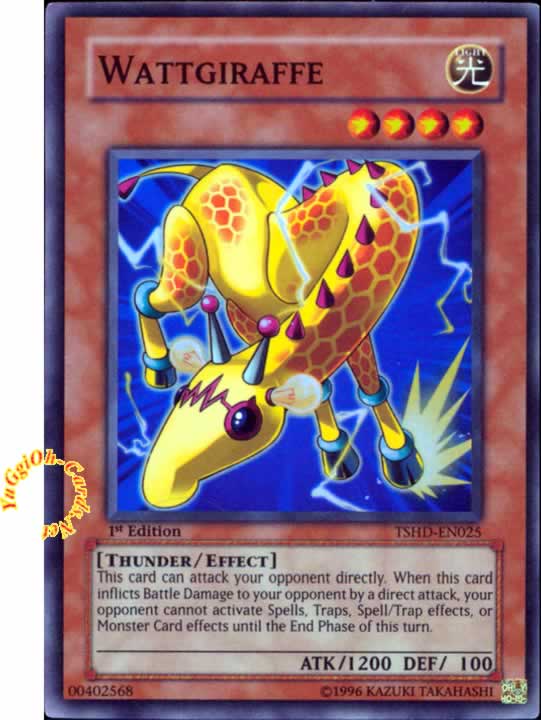 WATTGIRAFFE
LIGHT
光
YuGgiOh-Cards.Net
1st Edition
TSHD-EN025
[THUNDER/EFFECT]
This card can attack your opponent directly. When this card
inflicts Battle Damage to your opponent by a direct attack, your
opponent cannot activate Spells, Traps, Spell/Trap effects, or
Monster Card effects until the End Phase of this turn.
ATK/1200 DEF/ 100
00402568
©1996 KAZUKI TAKAHASHI